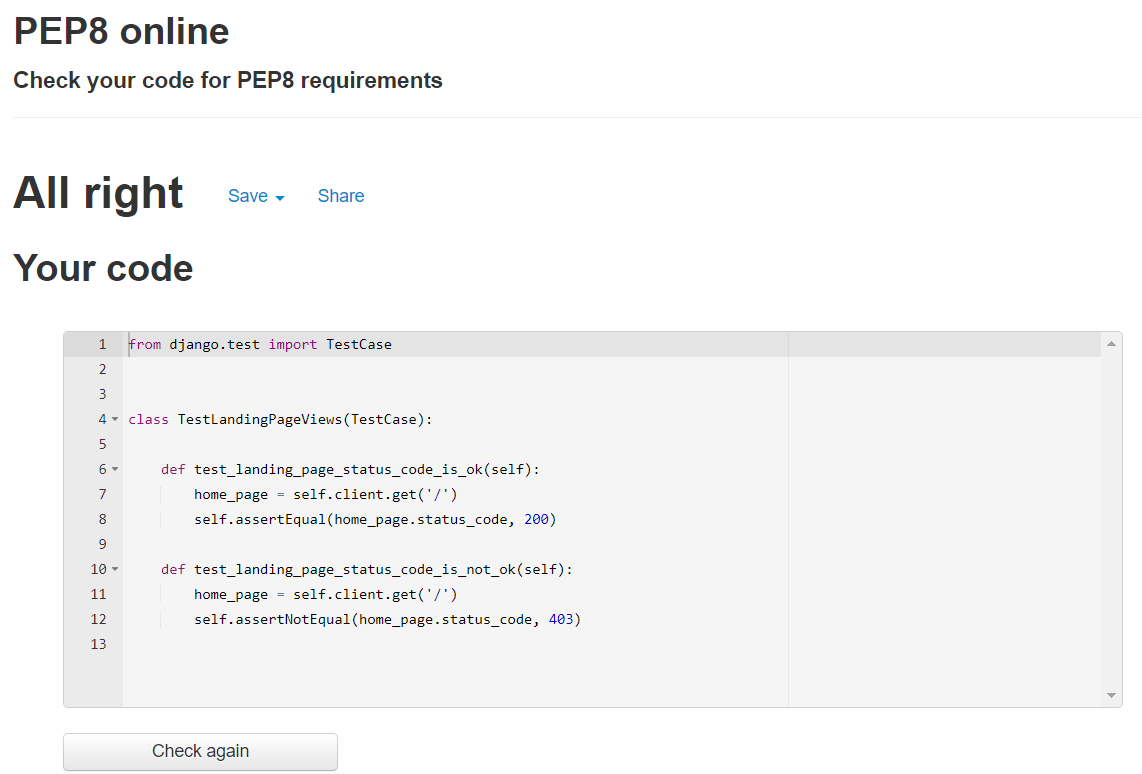 PEP8 online
Check your code for PEP8 requirements
All right Save Share
Your code
1 from django.test import TestCase
2
3
4 class TestLandingPageViews(TestCase):
5
6     def test_landing_page_status_code_is_ok(self):
7         home_page = self.client.get('/')
8         self.assertEqual(home_page.status_code, 200)
9
10     def test_landing_page_status_code_is_not_ok(self):
11         home_page = self.client.get('/')
12         self.assertNotEqual(home_page.status_code, 403)
13
Check again